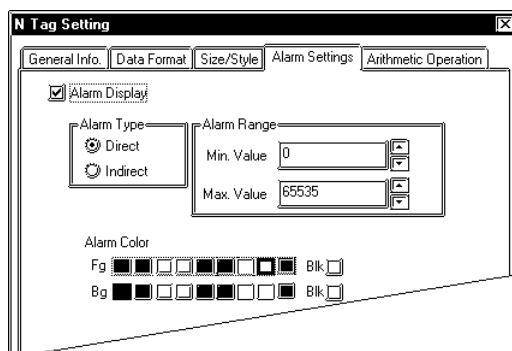 N Tag Setting
General Info. Data Format Size/Style Alarm Settings Arithmetic Operation
Alarm Display
Alarm Type
Direct
Indirect
Alarm Range
Min. Value 0
Max. Value 65535
Alarm Color
Fg Blk
Bg Blk